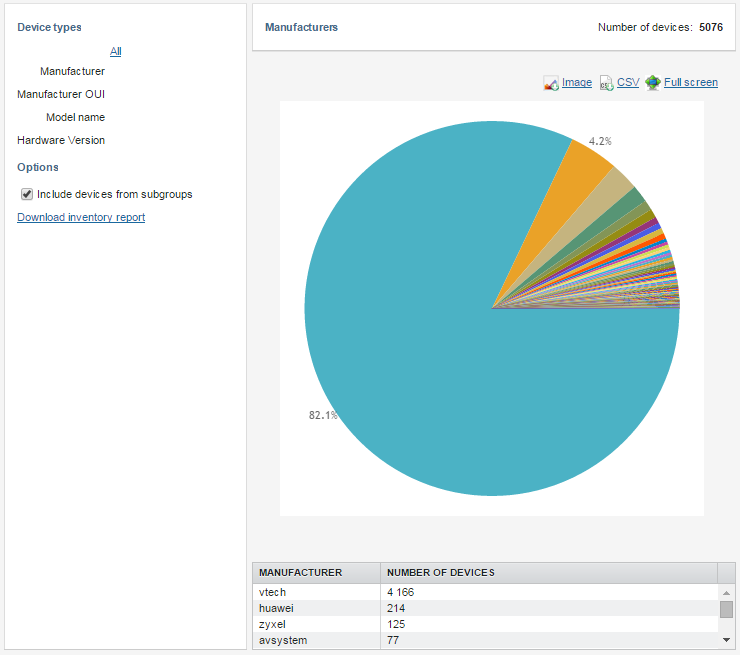 Device types
All
Manufacturer
Manufacturer OUI
Model name
Hardware Version
Options
Include devices from subgroups
Download inventory report
Manufacturers Number of devices: 5076
Image CSV Full screen
4.2%
82.1%
MANUFACTURER NUMBER OF DEVICES
vtech 4 166
huawei 214
zyxel 125
avsystem 77